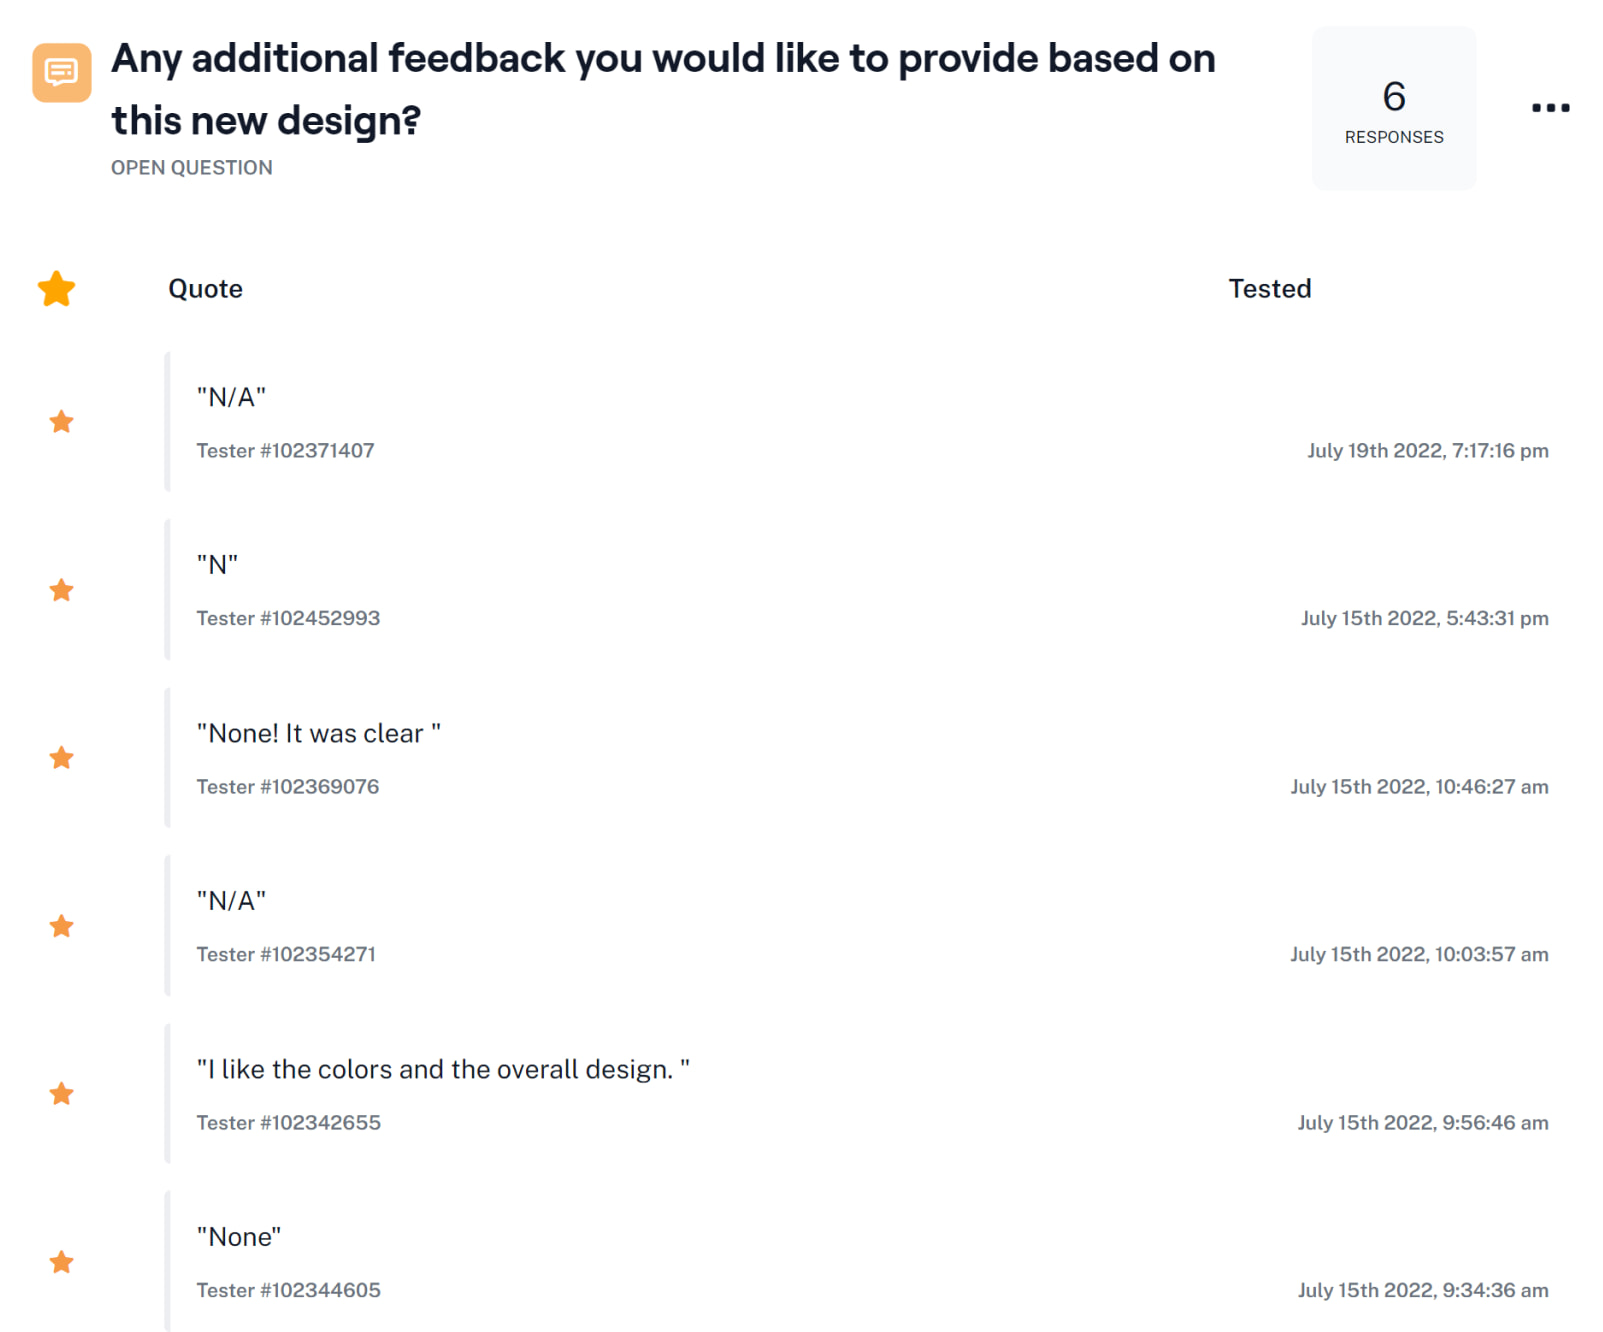 Any additional feedback you would like to provide based on
this new design?
OPEN QUESTION
6
RESPONSES
Quote
Tested
"N/A"
Tester #102371407
July 19th 2022, 7:17:16 pm
"N"
Tester #102452993
July 15th 2022, 5:43:31 pm
"None! It was clear "
Tester #102369076
July 15th 2022, 10:46:27 am
"N/A"
Tester #102354271
July 15th 2022, 10:03:57 am
"I like the colors and the overall design. "
Tester #102342655
July 15th 2022, 9:56:46 am
"None"
Tester #102344605
July 15th 2022, 9:34:36 am